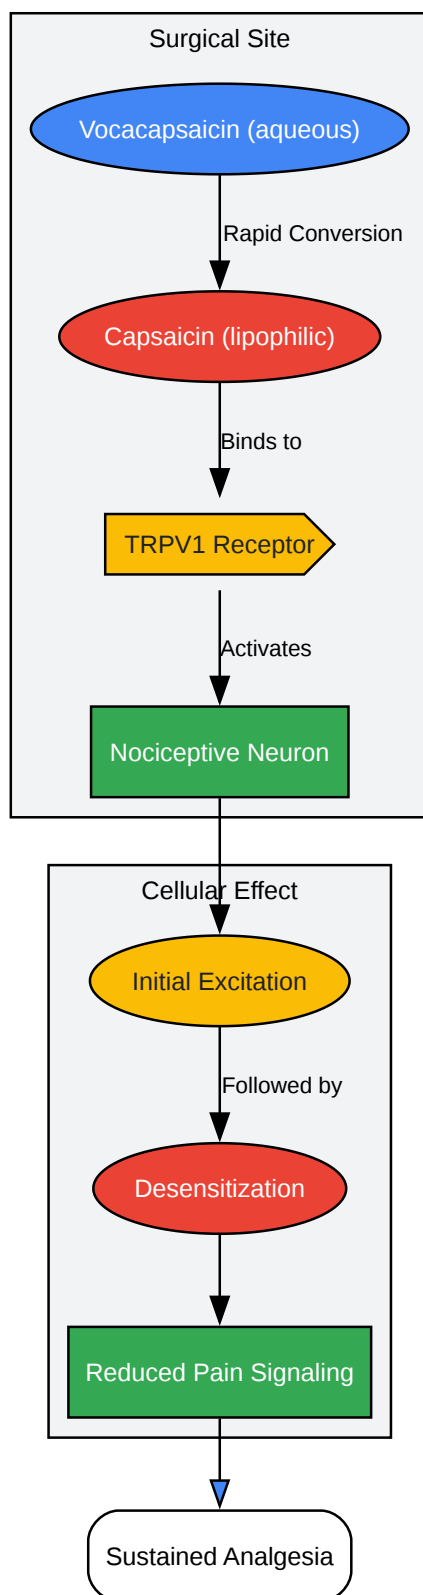 Surgical Site
Vocacapsaicin (aqueous)
Rapid Conversion
Capsaicin (lipophilic)
Binds to
TRPV1 Receptor
Activates
Nociceptive Neuron
Cellular Effect
Initial Excitation
Followed by
Desensitization
Reduced Pain Signaling
Sustained Analgesia